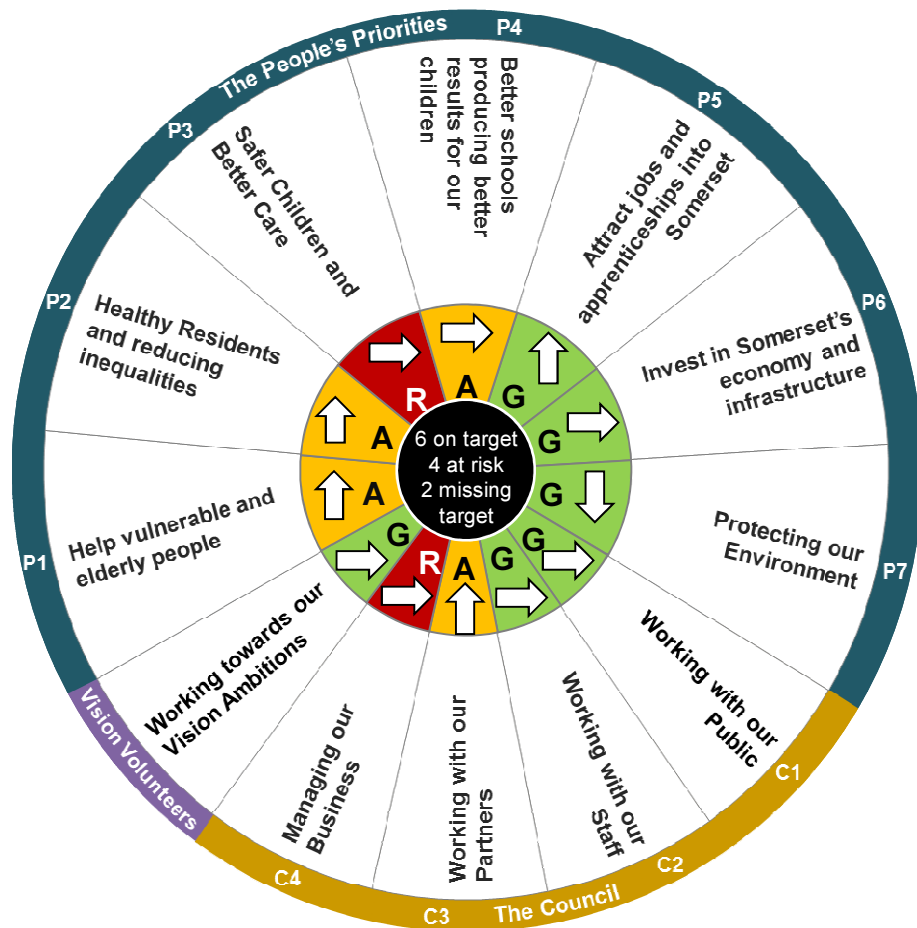 The People's Priorities
P1
Help vulnerable and
elderly people
A
P2
Healthy Residents
and reducing
inequalities
A
P3
Safer Children and
Better Care
R
P4
Better schools
producing better
results for our
children
A
P5
Attract jobs and
apprenticeships into
Somerset
G
P6
Invest in Somerset's
economy and
infrastructure
G
P7
Protecting our
Environment
G
The Council
C1
Working with our
Public
G
C2
Working with our
Staff
G
C3
Working with our
Partners
A
C4
Managing our
Business
R
Vision Volunteers
Working towards our
Vision Ambitions
G
6 on target
4 at risk
2 missing
target